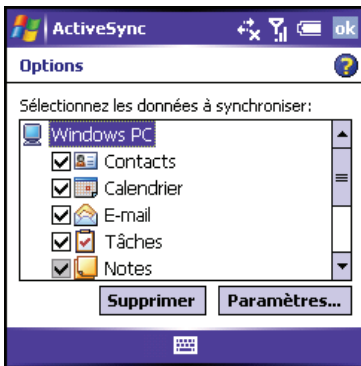 ActiveSync ok
Options ?
Sélectionnez les données à synchroniser:
Windows PC
Contacts
Calendrier
E-mail
Tâches
Notes
Supprimer Paramètres...